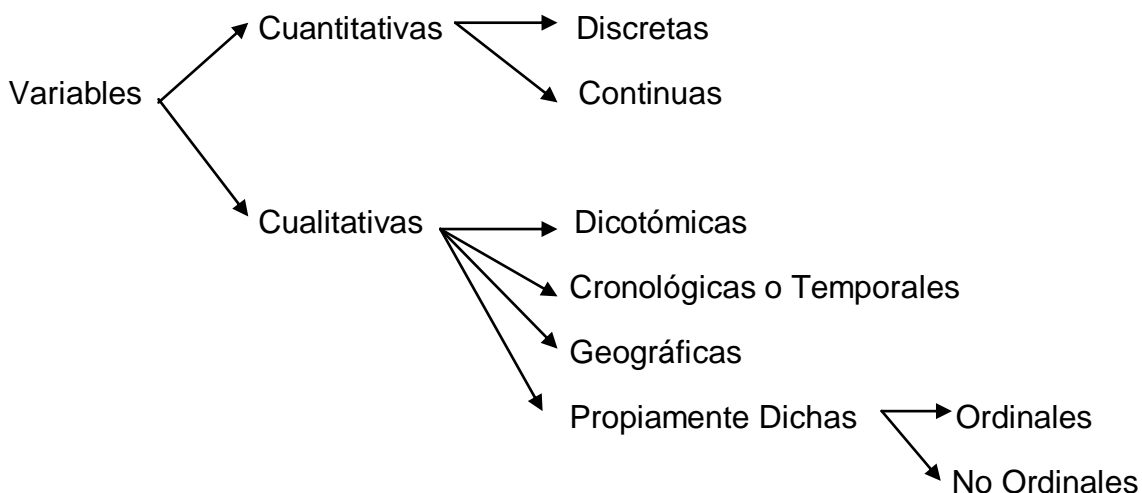 Cuantitativas
Discretas
Variables
Continuas
Cualitativas
Dicotómicas
Cronológicas o Temporales
Geográficas
Propiamente Dichas
Ordinales
No Ordinales